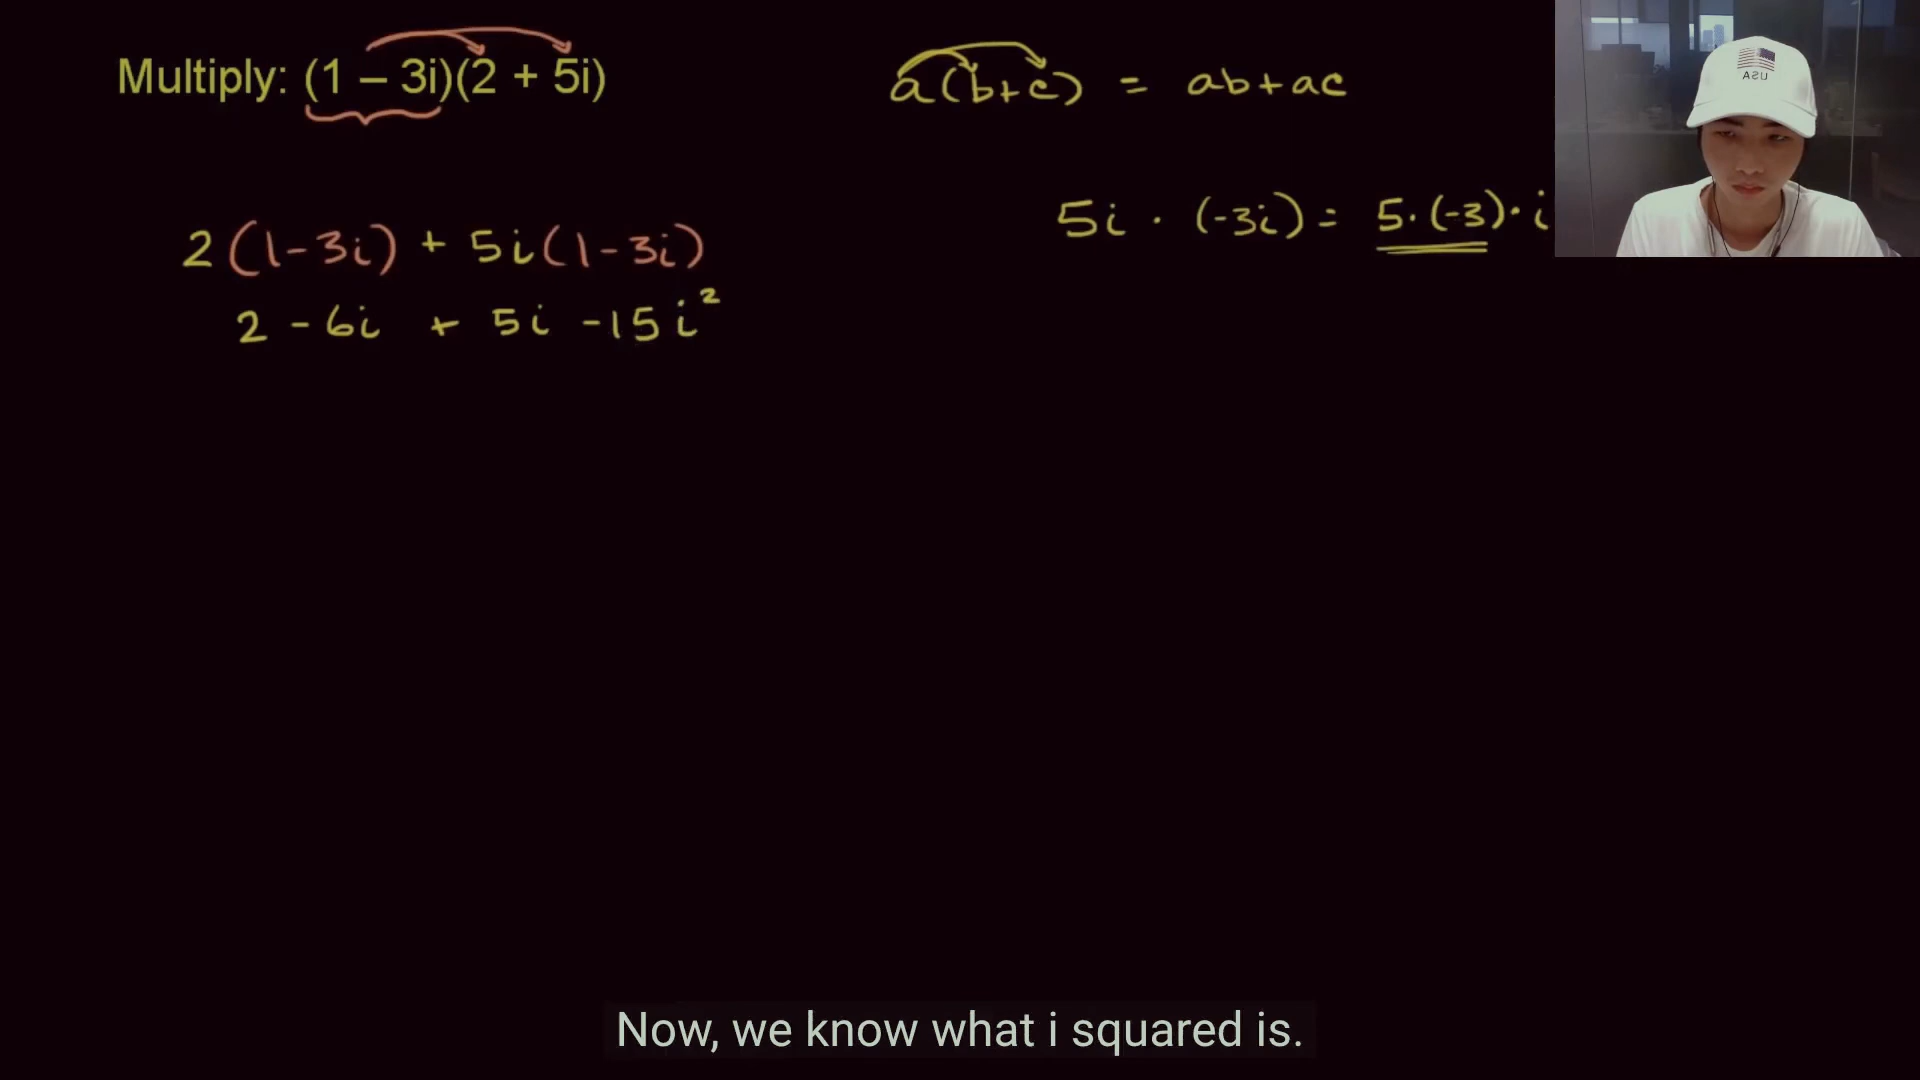 Multiply: (1 – 3i)(2 + 5i)
a(b+c) = ab+ac
USA
5i · (-3i) = 5·(-3)·i
2(1-3i) + 5i(1-3i)
2 - 6i + 5i -15i²
Now, we know what i squared is.